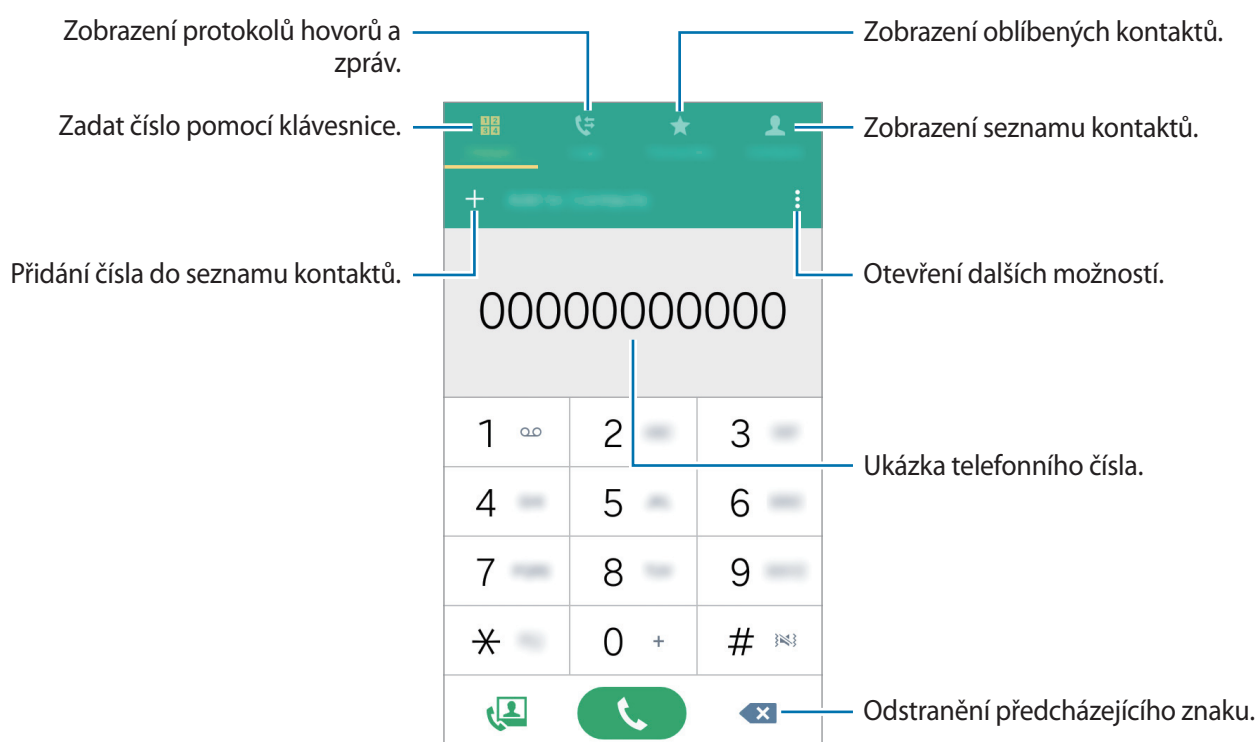 Zobrazení protokolů hovorů a
zpráv.
Zobrazení oblíbených kontaktů.
Zadat číslo pomocí klávesnice.
Zobrazení seznamu kontaktů.
Přidání čísla do seznamu kontaktů.
Otevření dalších možností.
00000000000
1 2 3
Ukázka telefonního čísla.
4 5 6
7 8 9
* 0 + #
Odstranění předcházejícího znaku.